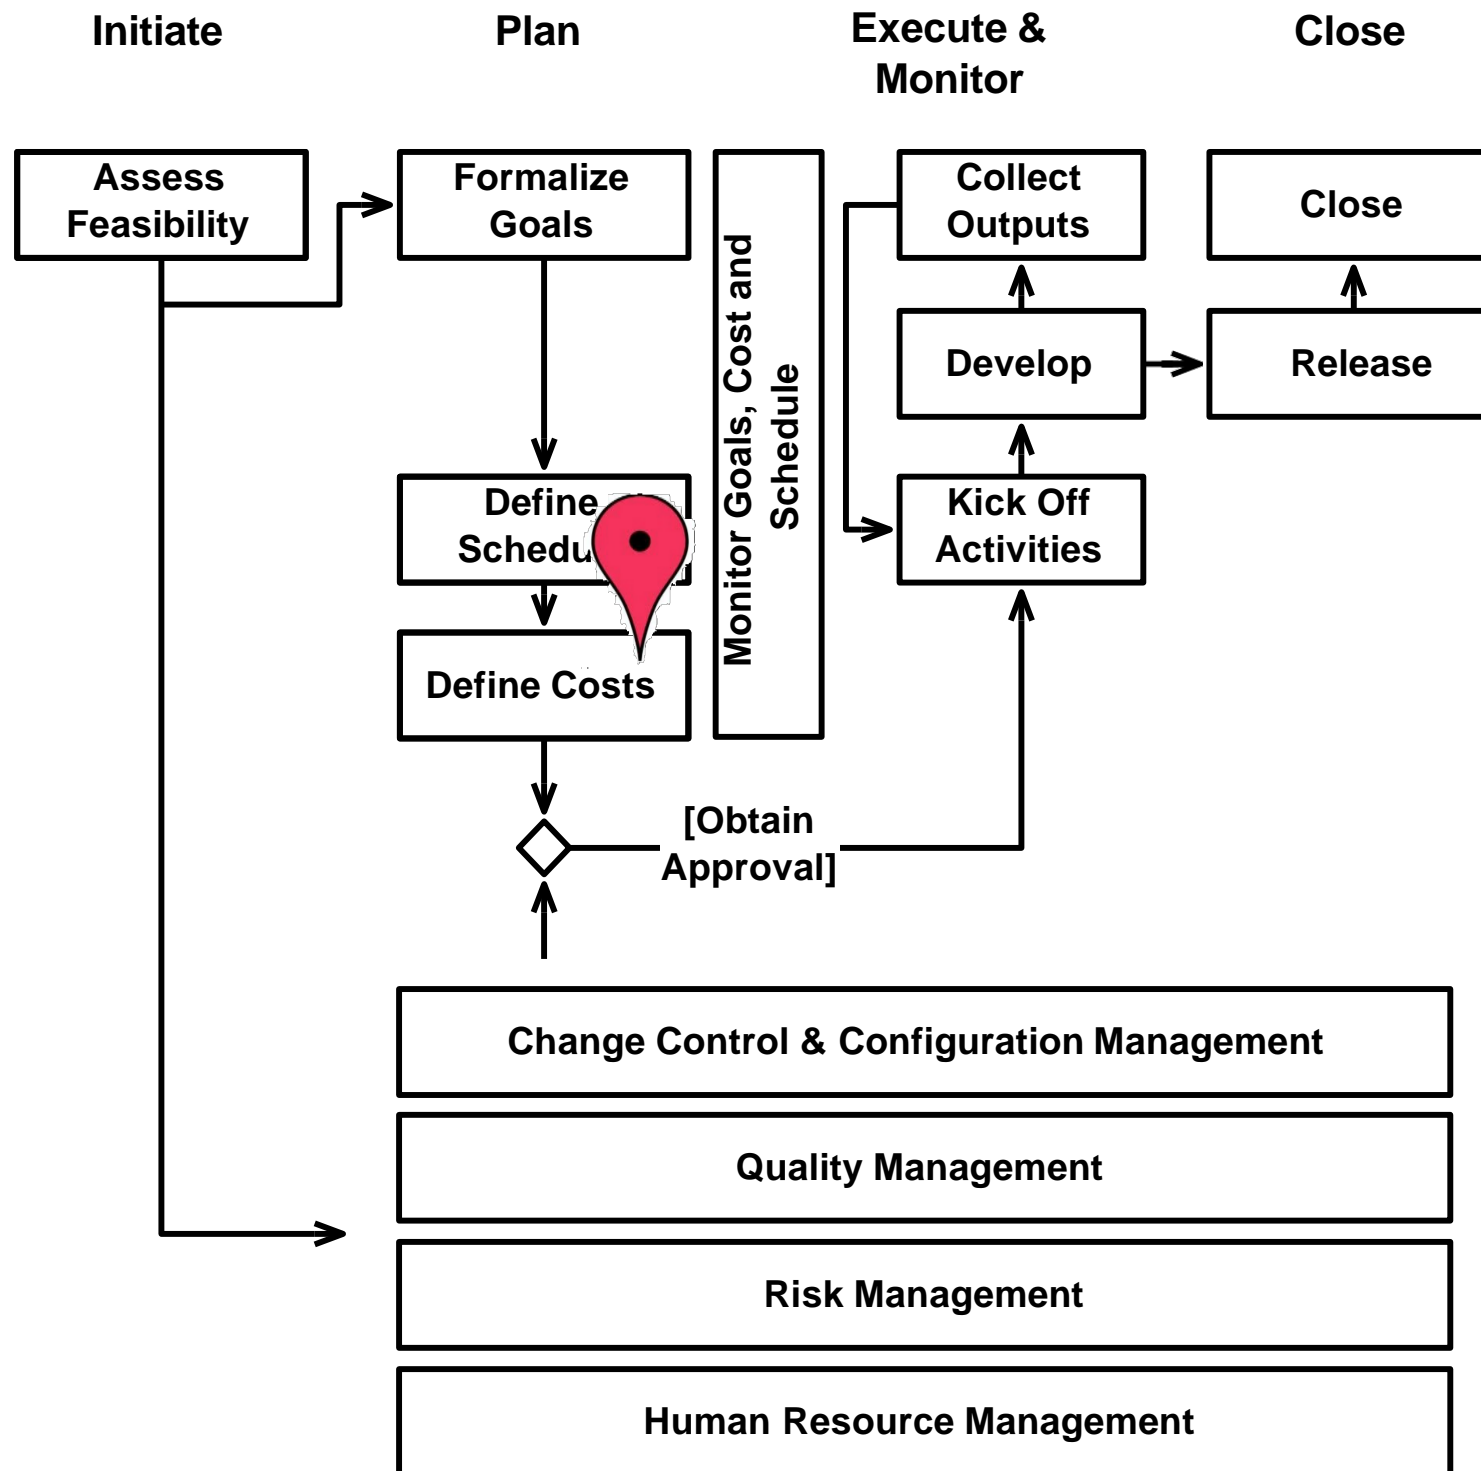 Initiate
Plan
Execute &
Monitor
Close
Assess
Feasibility
Formalize
Goals
Monitor Goals, Cost and
Schedule
Collect
Outputs
Close
Develop
Release
Define
Kick Off
Activities
Define Costs
[Obtain
Approval]
Change Control & Configuration Management
Quality Management
Risk Management
Human Resource Management